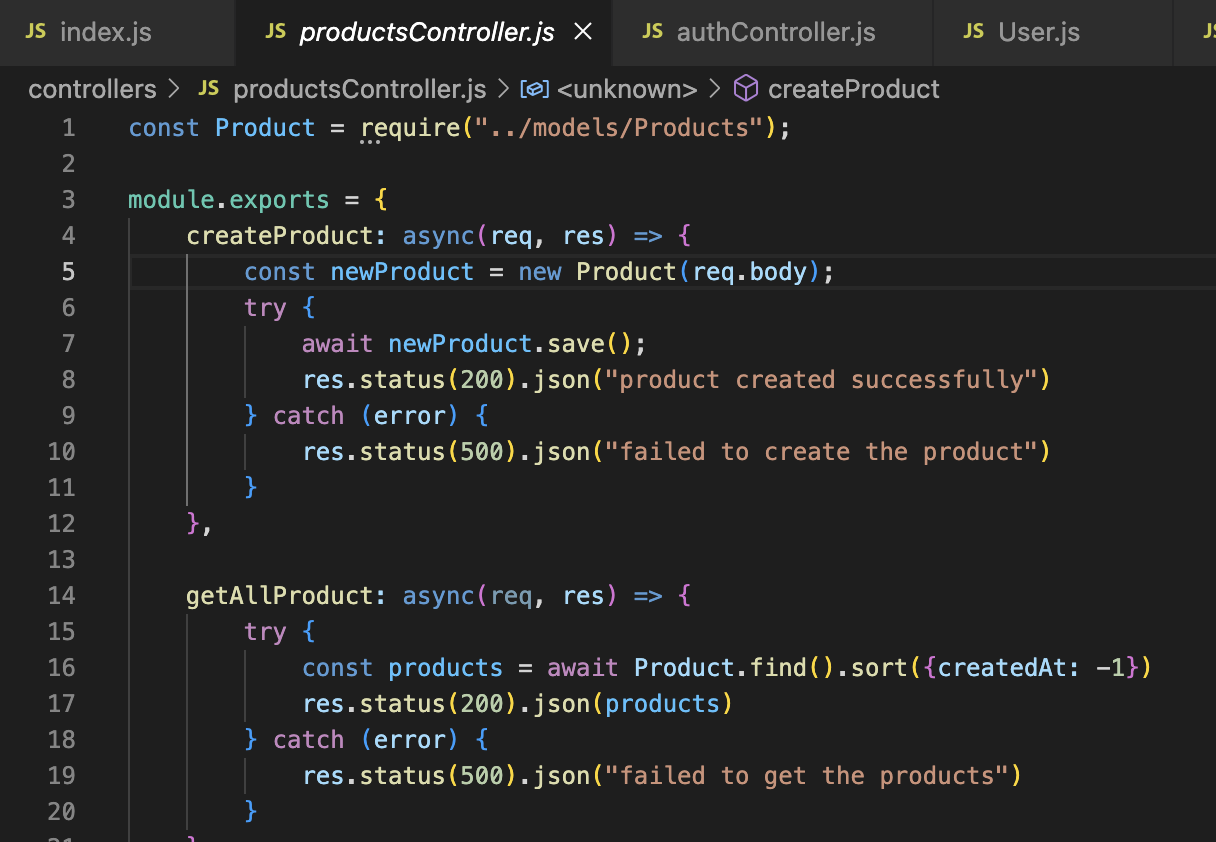 JS index.js JS productsController.js JS authController.js JS User.js JS
controllers > JS productsController.js > <unknown> > createProduct
1 const Product = require("../models/Products");
2
3 module.exports = {
4 createProduct: async(req, res) => {
5 const newProduct = new Product(req.body);
6 try {
7 await newProduct.save();
8 res.status(200).json("product created successfully")
9 } catch (error) {
10 res.status(500).json("failed to create the product")
11 }
12 },
13
14 getAllProduct: async(req, res) => {
15 try {
16 const products = await Product.find().sort({createdAt: -1})
17 res.status(200).json(products)
18 } catch (error) {
19 res.status(500).json("failed to get the products")
20 }